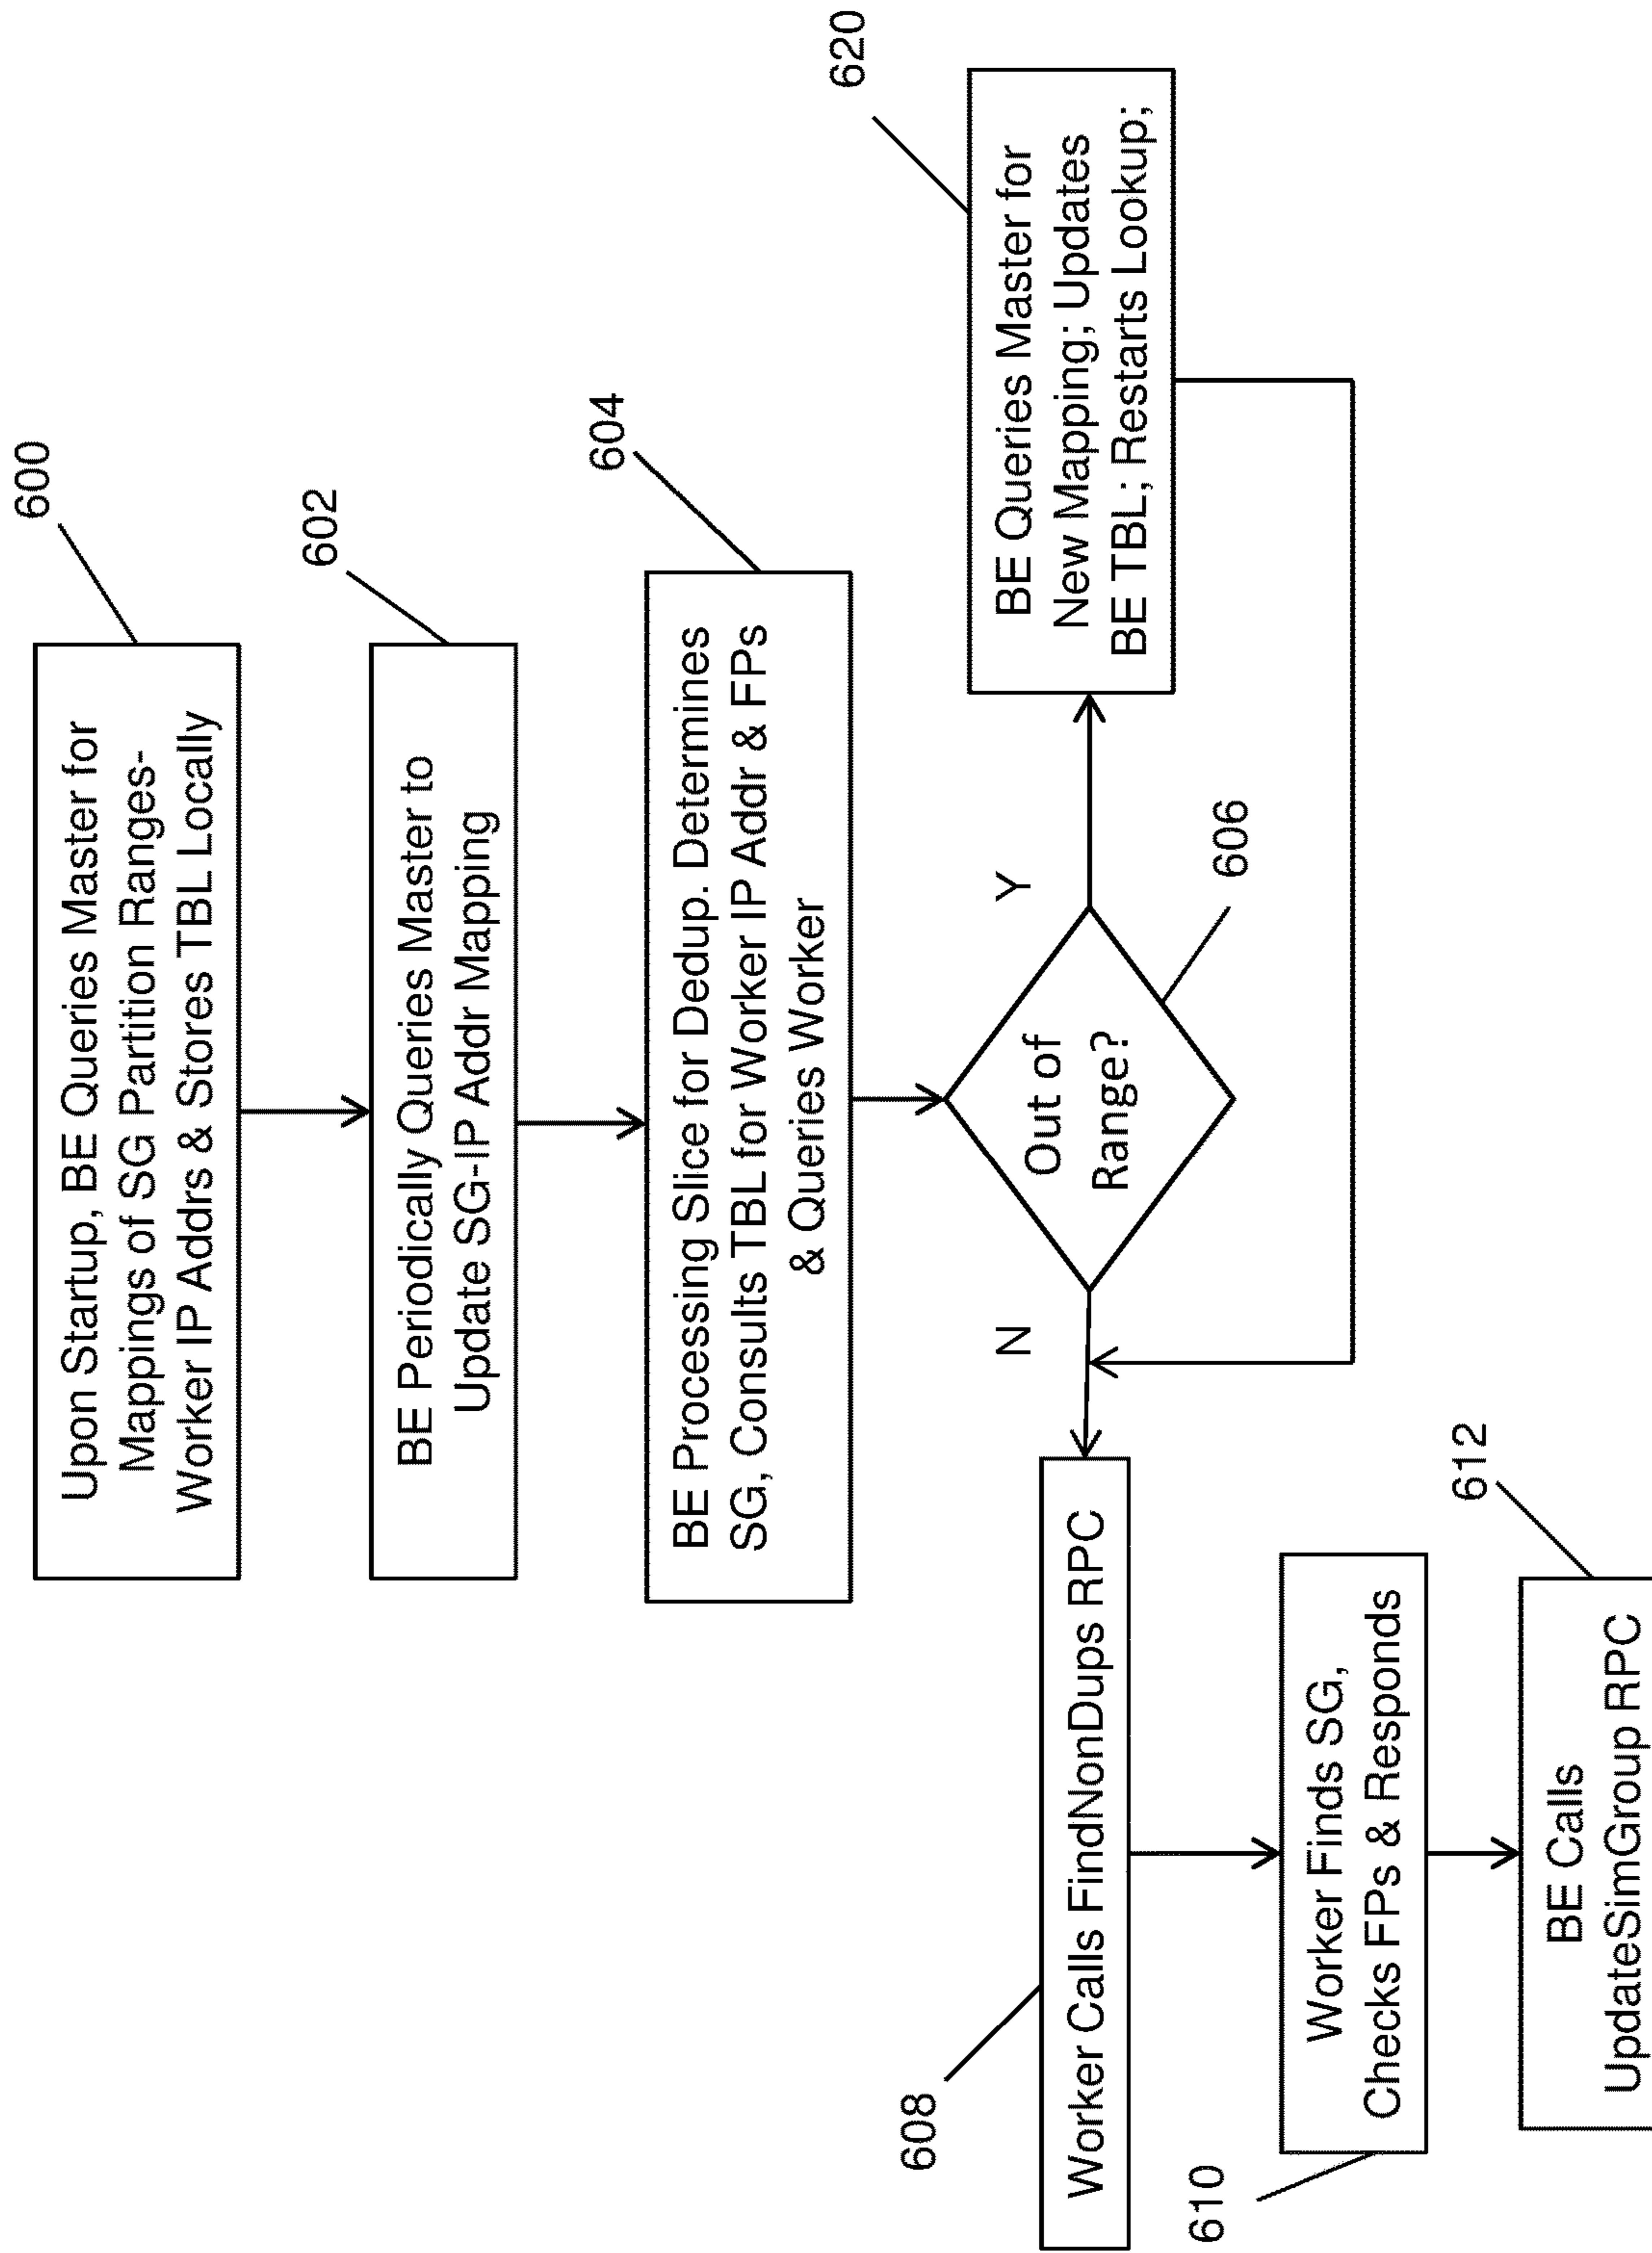 600
Upon Startup, BE Queries Master for
Mappings of SG Partition Ranges-
Worker IP Addrs & Stores TBL Locally
602
BE Periodically Queries Master to
Update SG-IP Addr Mapping
604
BE Processing Slice for Dedup. Determines
SG, Consults TBL for Worker IP Addr & FPs
& Queries Worker
Out of
Range?
606
Y
N
620
BE Queries Master for
New Mapping; Updates
BE TBL; Restarts Lookup;
608
Worker Calls FindNonDups RPC
610
Worker Finds SG,
Checks FPs & Responds
612
BE Calls
UpdateSimGroup RPC